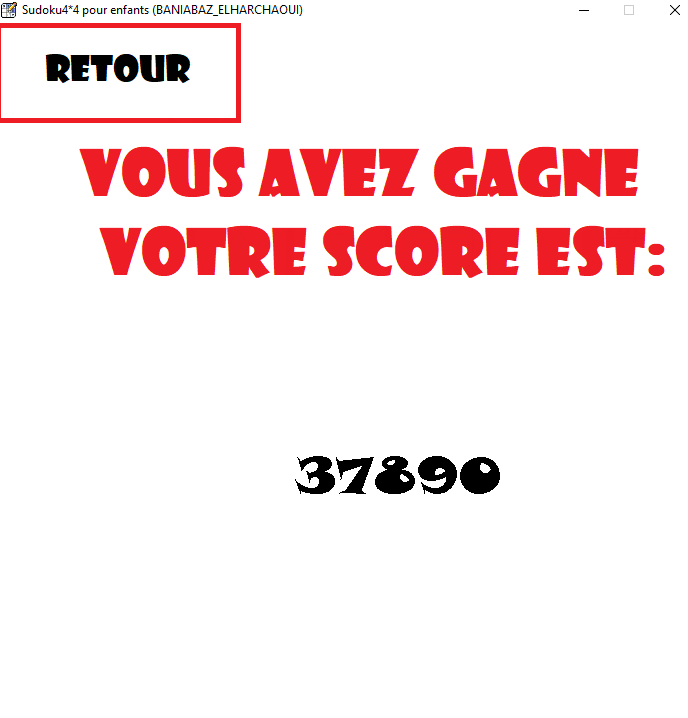 Sudoku4*4 pour enfants (BANIABAZ_ELHARCHAOUI)
RETOUR
VOUS AVEZ GAGNE
VOTRE SCORE EST:
37890